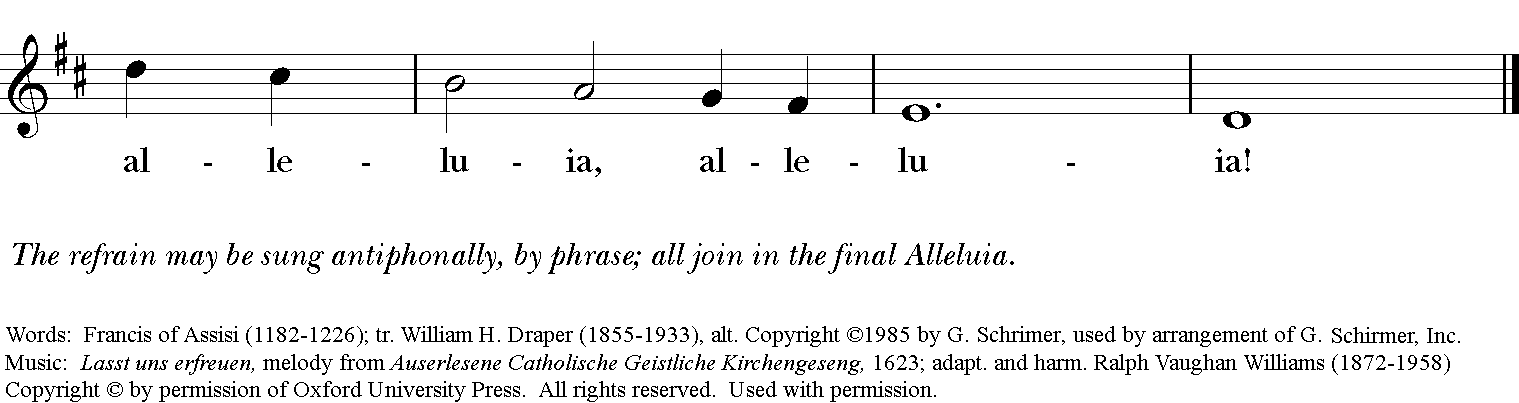 al - le - lu - ia, al - le - lu - ia!
The refrain may be sung antiphonally, by phrase; all join in the final Alleluia.
Words: Francis of Assisi (1182-1226); tr. William H. Draper (1855-1933), alt. Copyright ©1985 by G. Schrimer, used by arrangement of G. Schirmer, Inc.
Music: Lasst uns erfreuen, melody from Auserlesene Catholische Geistliche Kirchengeseng, 1623; adapt. and harm. Ralph Vaughan Williams (1872-1958)
Copyright © by permission of Oxford University Press. All rights reserved. Used with permission.